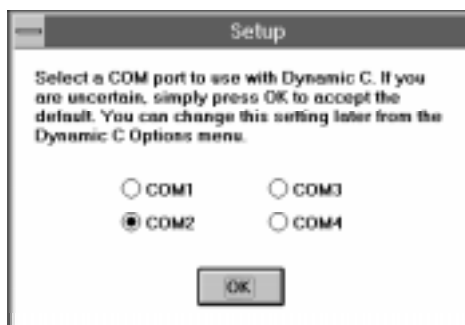 Setup
Select a COM port to use with Dynamic C. If you
are uncertain, simply press OK to accept the
default. You can change this setting later from the
Dynamic C Options menu.
COM1 COM3
COM2 COM4
OK